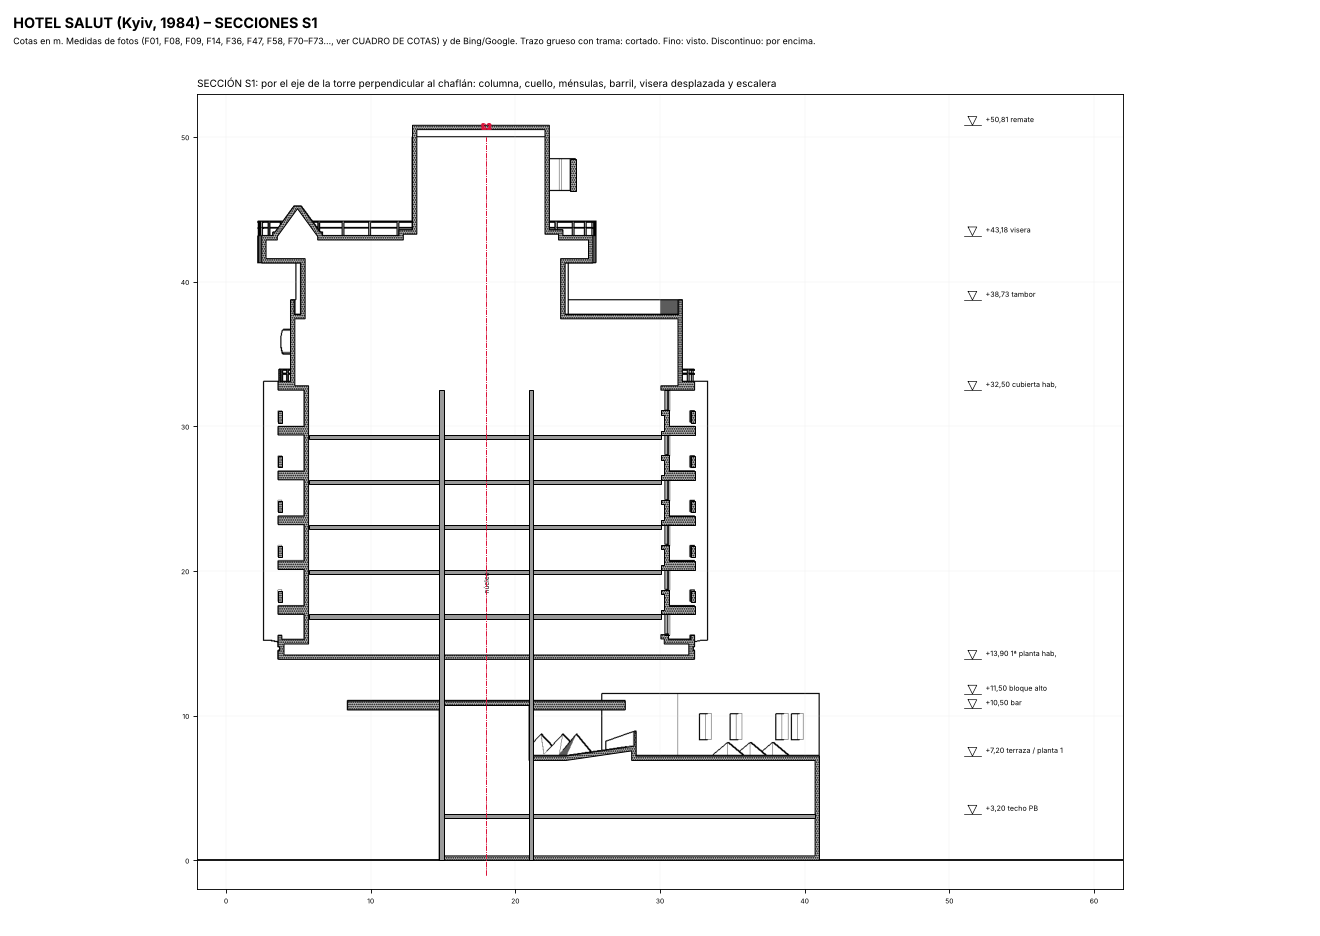 HOTEL SALUT (Kyiv, 1984) – SECCIONES S1
Cotas en m. Medidas de fotos (F01, F08, F09, F14, F36, F47, F58, F70–F73..., ver CUADRO DE COTAS) y de Bing/Google. Trazo grueso con trama: cortado. Fino: visto. Discontinuo: por encima.
SECCIÓN S1: por el eje de la torre perpendicular al chaflán: columna, cuello, ménsulas, barril, visera desplazada y escalera
+50,81 remate
50
+43,18 visera
40
+38,73 tambor
+32,50 cubierta hab,
30
20
núcleo
+13,90 1ª planta hab,
+11,50 bloque alto
+10,50 bar
10
+7,20 terraza / planta 1
+3,20 techo PB
0
0 10 20 30 40 50 60